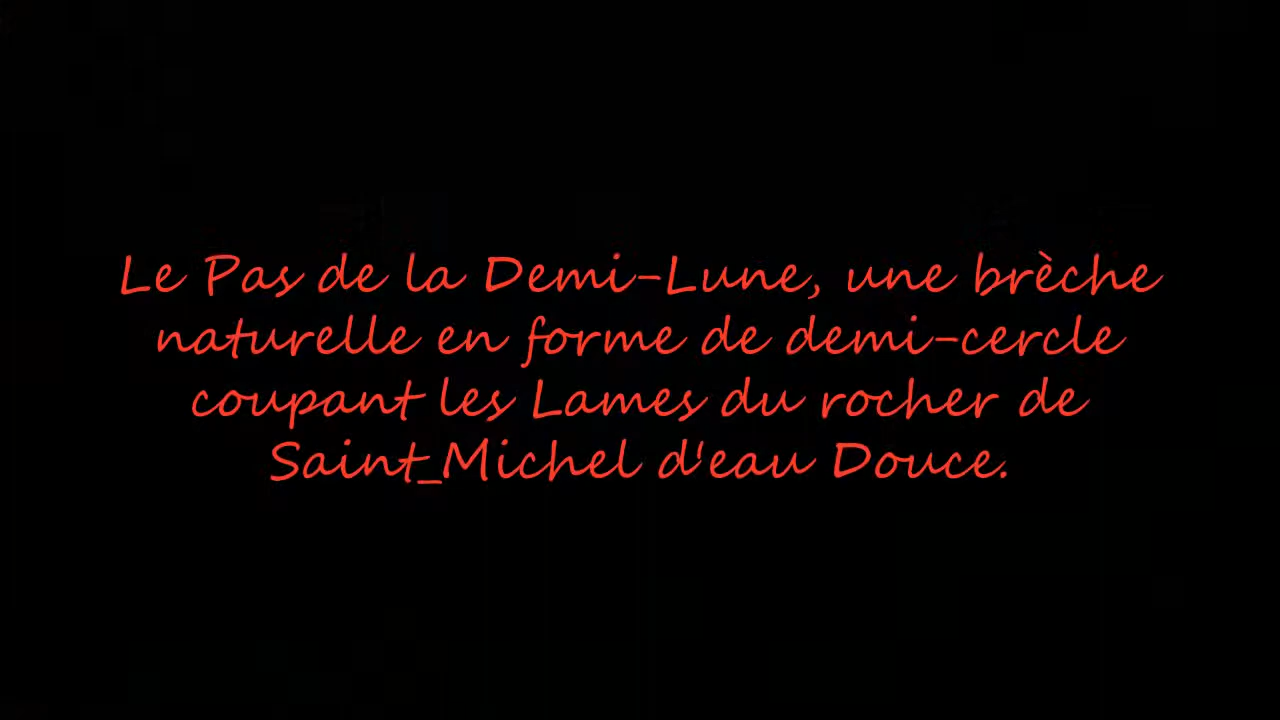 Le Pas de la Demi-Lune, une brèche
naturelle en forme de demi-cercle
coupant les Lames du rocher de
Saint_Michel d'eau Douce.